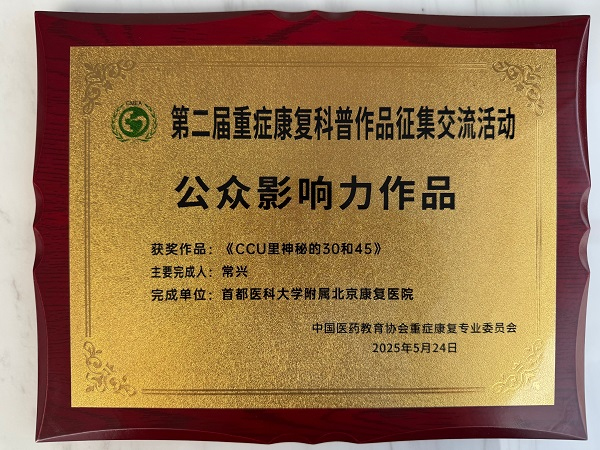 CMEA
第二届重症康复科普作品征集交流活动
公众影响力作品
获奖作品：《CCU里神秘的30和45》
主要完成人：常兴
完成单位：首都医科大学附属北京康复医院
中国医药教育协会重症康复专业委员会
2025年5月24日